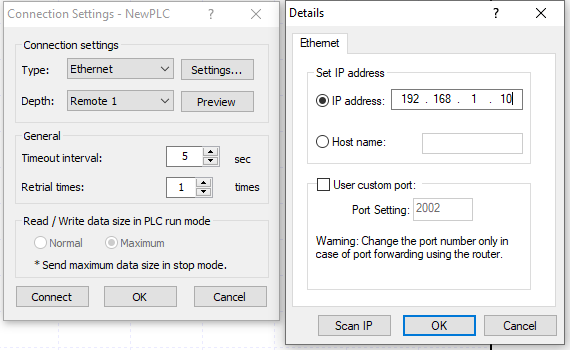 Connection Settings - NewPLC ? ×
Connection settings
Type: Ethernet Settings...
Depth: Remote 1 Preview
General
Timeout interval: 5 sec
Retrial times: 1 times
Read / Write data size in PLC run mode
Normal Maximum
* Send maximum data size in stop mode.
Connect OK Cancel
Details ? ×
Ethernet
Set IP address
IP address: 192 . 168 . 1 . 10
Host name:
User custom port:
Port Setting: 2002
Warning: Change the port number only in
case of port forwarding using the router.
Scan IP OK Cancel